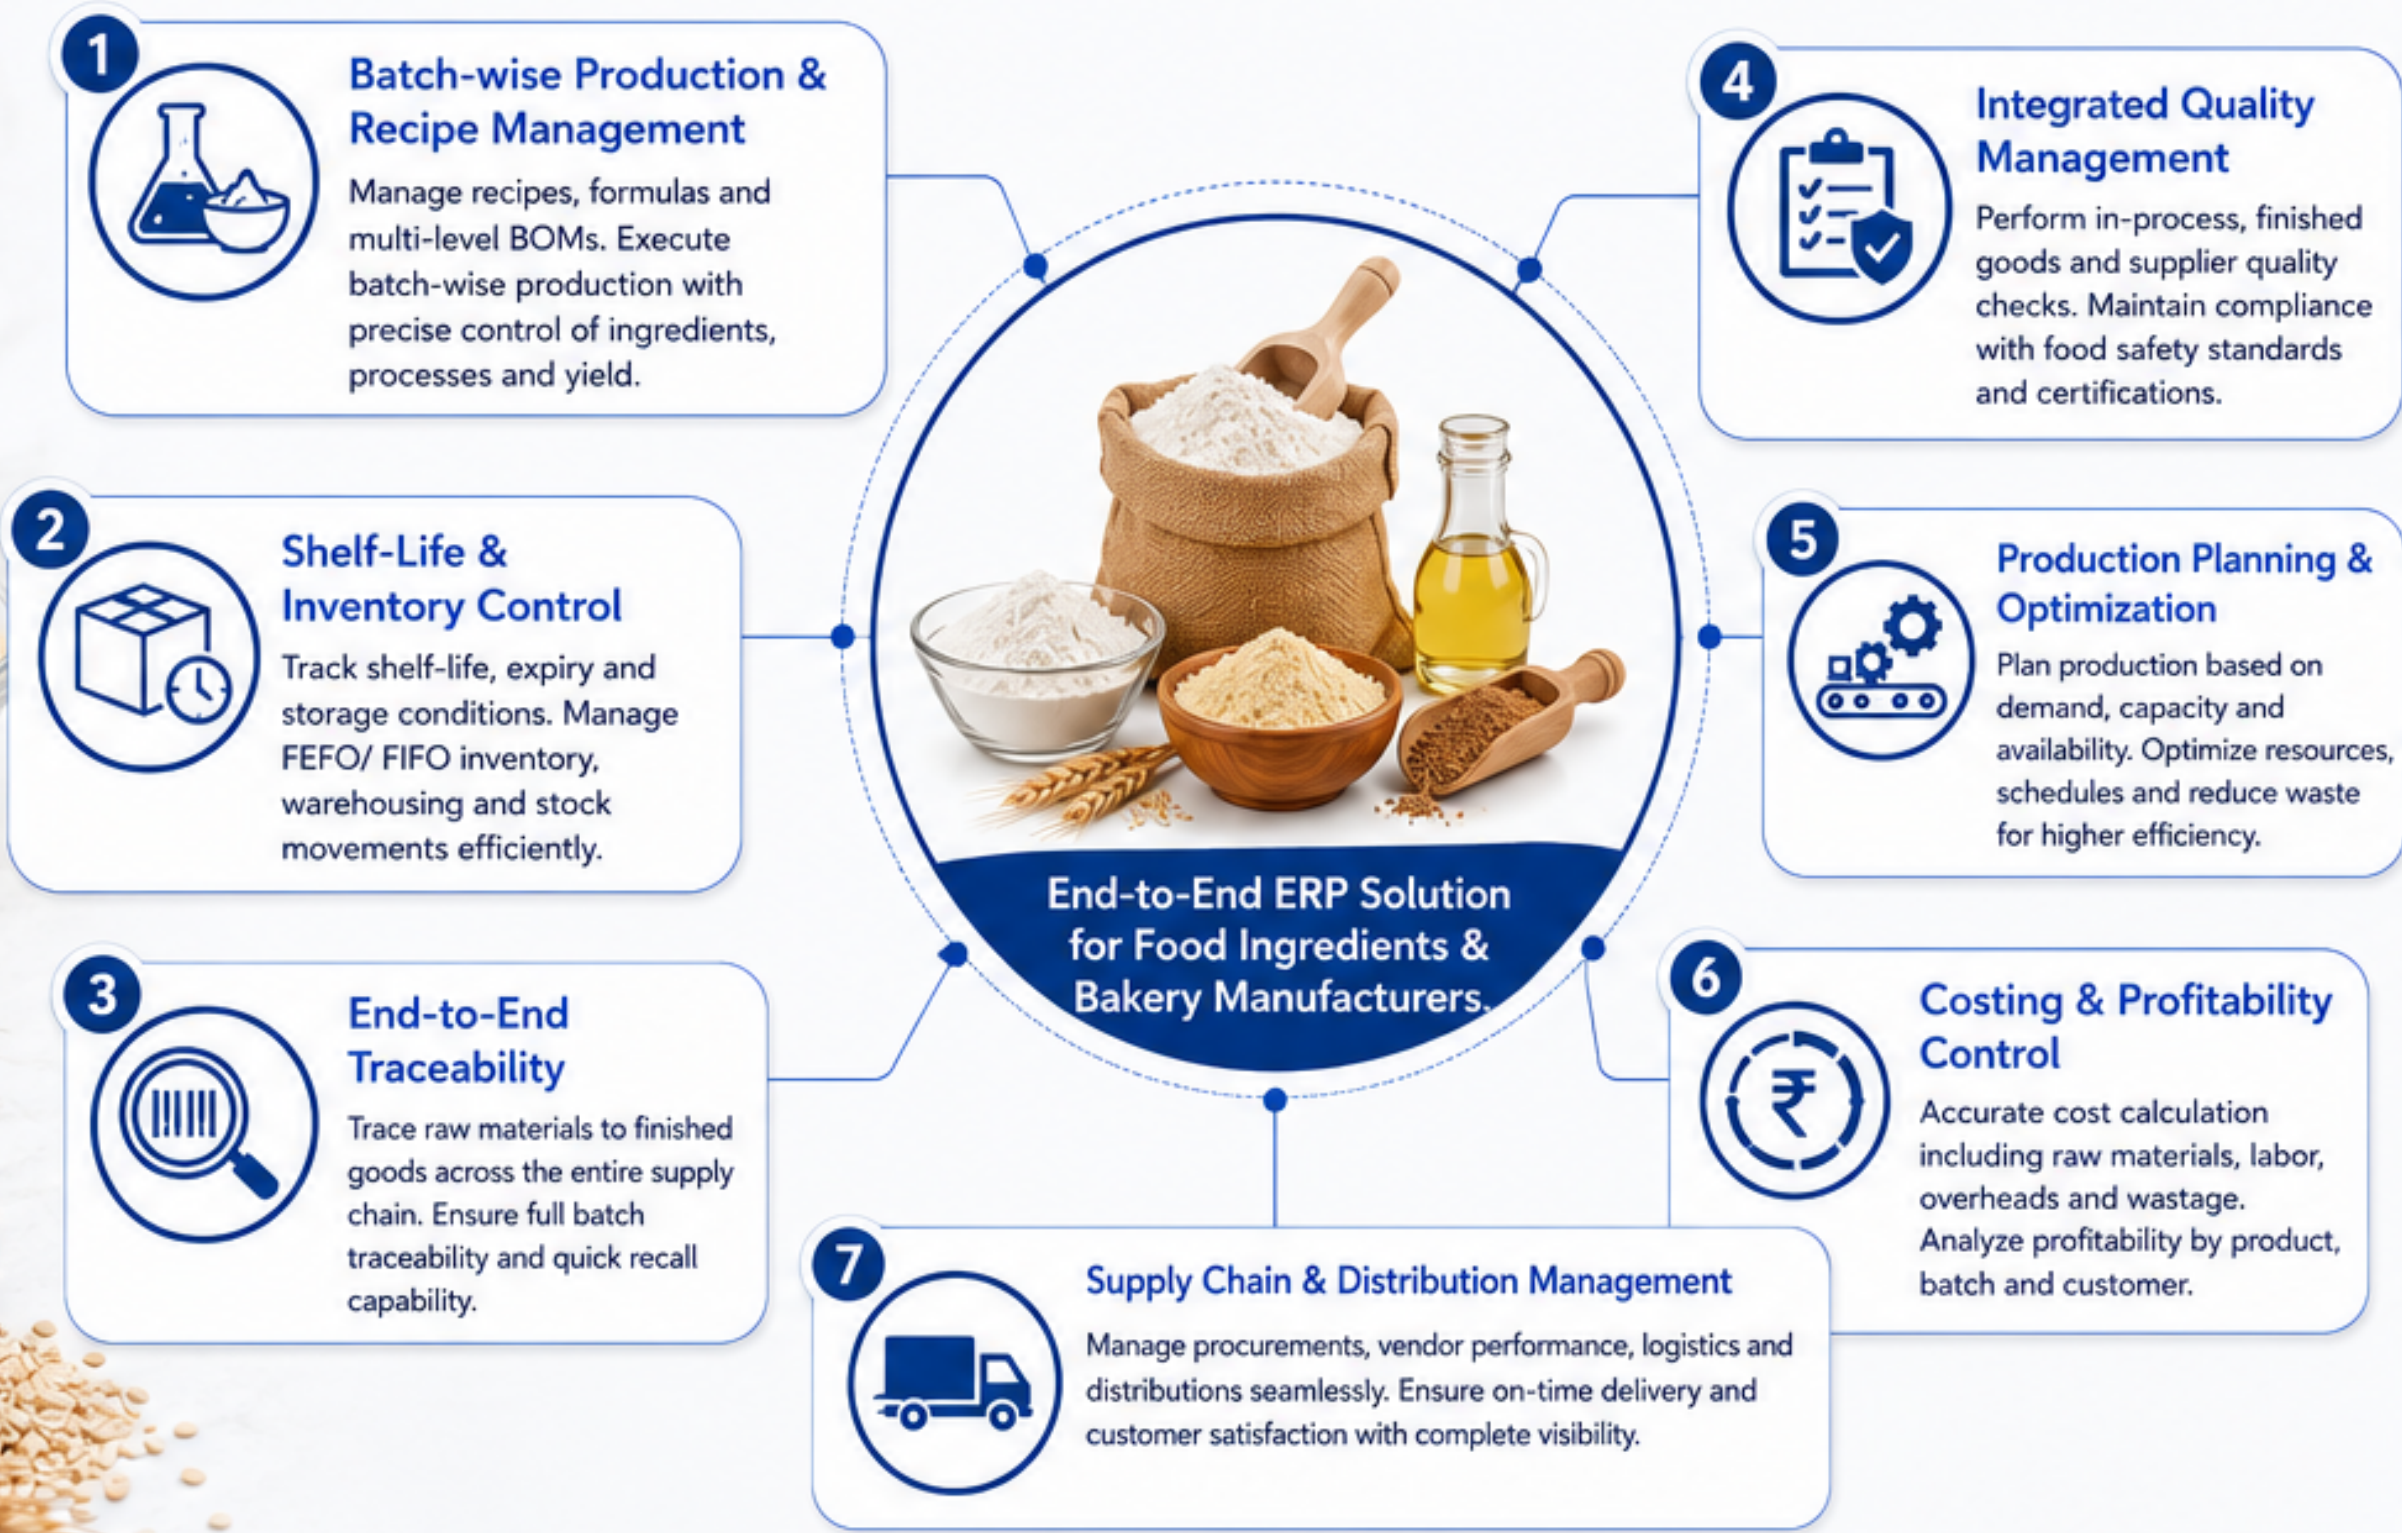 1
Batch-wise Production &
Recipe Management
Manage recipes, formulas and
multi-level BOMs. Execute
batch-wise production with
precise control of ingredients,
processes and yield.
2
Shelf-Life &
Inventory Control
Track shelf-life, expiry and
storage conditions. Manage
FEFO/ FIFO inventory,
warehousing and stock
movements efficiently.
3
End-to-End
Traceability
Trace raw materials to finished
goods across the entire supply
chain. Ensure full batch
traceability and quick recall
capability.
End-to-End ERP Solution
for Food Ingredients &
Bakery Manufacturers.
4
Integrated Quality
Management
Perform in-process, finished
goods and supplier quality
checks. Maintain compliance
with food safety standards
and certifications.
5
Production Planning &
Optimization
Plan production based on
demand, capacity and
availability. Optimize resources,
schedules and reduce waste
for higher efficiency.
6
₹
Costing & Profitability
Control
Accurate cost calculation
including raw materials, labor,
overheads and wastage.
Analyze profitability by product,
batch and customer.
7
Supply Chain & Distribution Management
Manage procurements, vendor performance, logistics and
distributions seamlessly. Ensure on-time delivery and
customer satisfaction with complete visibility.